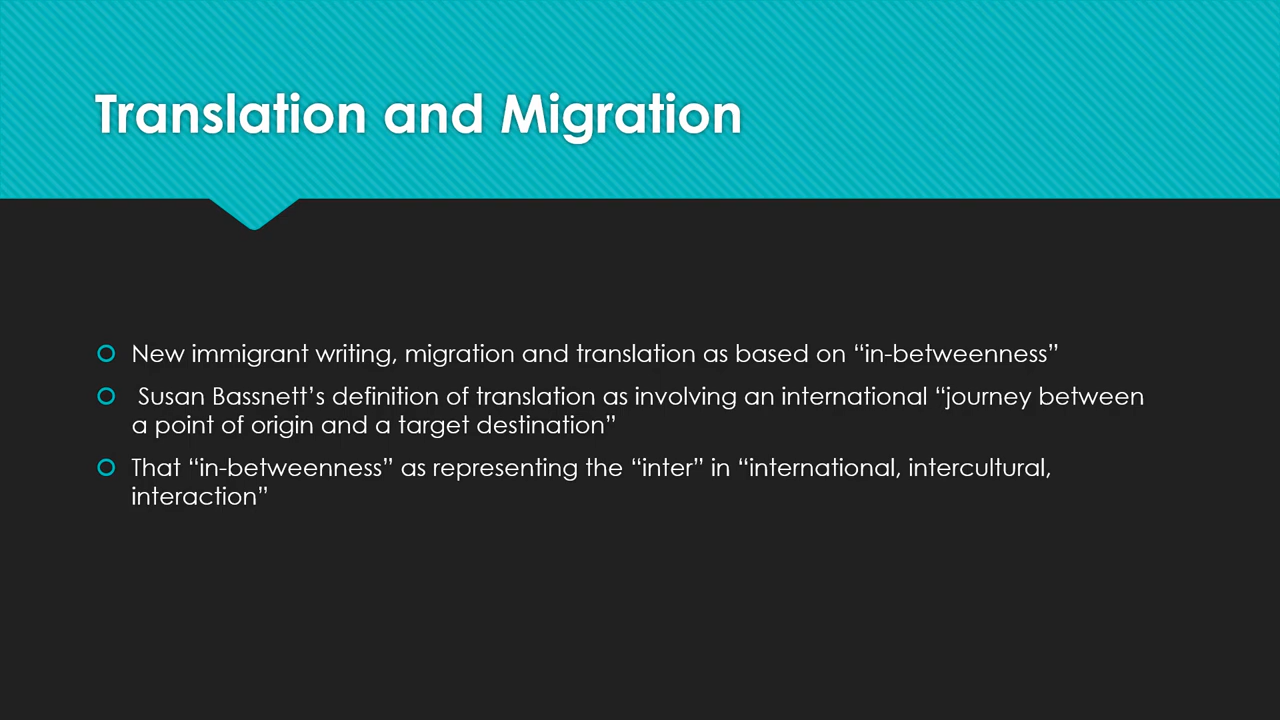 Translation and Migration
New immigrant writing, migration and translation as based on “in-betweenness”
Susan Bassnett’s definition of translation as involving an international “journey between
a point of origin and a target destination”
That “in-betweenness” as representing the “inter” in “international, intercultural,
interaction”